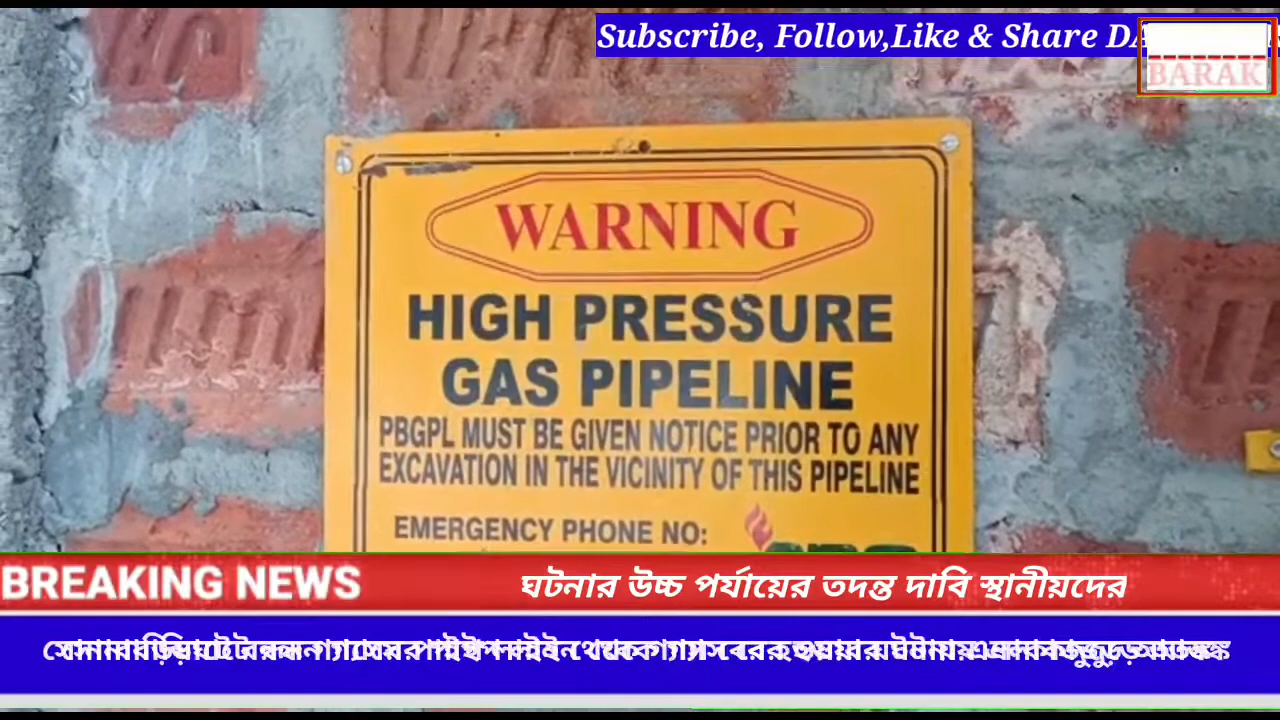 Subscribe, Follow,Like & Share
BARAK
WARNING
HIGH PRESSURE
GAS PIPELINE
PBGPL MUST BE GIVEN NOTICE PRIOR TO ANY
EXCAVATION IN THE VICINITY OF THIS PIPELINE
EMERGENCY PHONE NO:
BREAKING NEWS
ঘটনার উচ্চ পর্যায়ের তদন্ত দাবি স্থানীয়দের